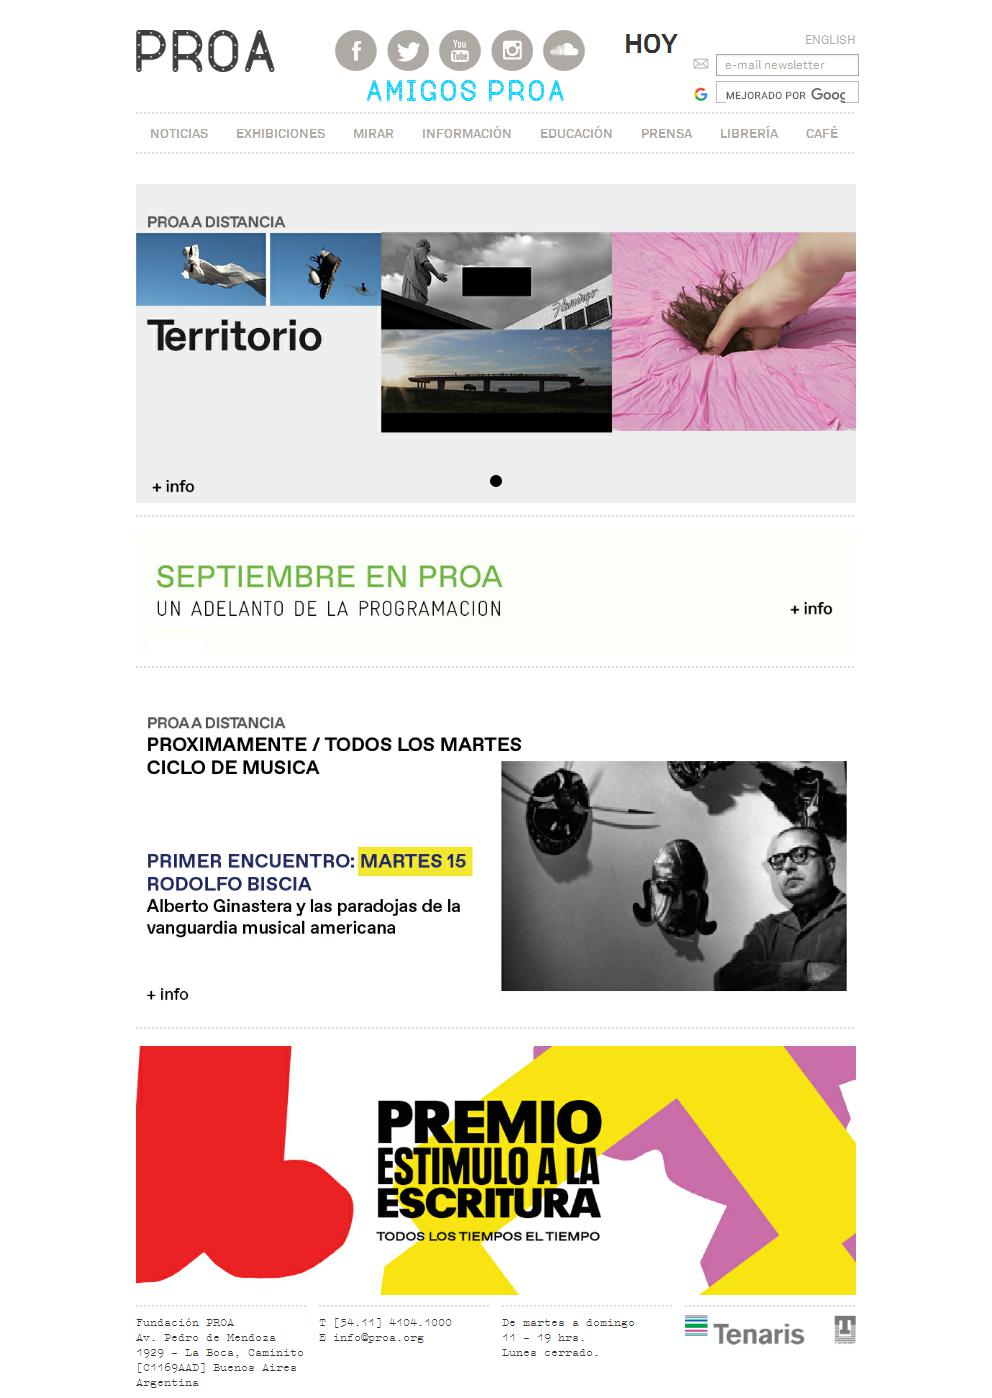 PROA
You
Tube
AMIGOS PROA
HOY
ENGLISH
e-mail newsletter
MEJORADO POR Goog
NOTICIAS EXHIBICIONES MIRAR INFORMACIÓN EDUCACIÓN PRENSA LIBRERÍA CAFÉ
PROA A DISTANCIA
Flamingo
Territorio
+ info
SEPTIEMBRE EN PROA
UN ADELANTO DE LA PROGRAMACION
+ info
PROA A DISTANCIA
PROXIMAMENTE / TODOS LOS MARTES
CICLO DE MUSICA
PRIMER ENCUENTRO: MARTES 15
RODOLFO BISCIA
Alberto Ginastera y las paradojas de la
vanguardia musical americana
+ info
PREMIO
ESTIMULO A LA
ESCRITURA
TODOS LOS TIEMPOS EL TIEMPO
Fundación PROA
Av. Pedro de Mendoza
1929 - La Boca, Caminito
[C1169AAD] Buenos Aires
Argentina
T [54.11] 4104.1000
E info@proa.org
De martes a domingo
11 - 19 hrs.
Lunes cerrado.
Tenaris